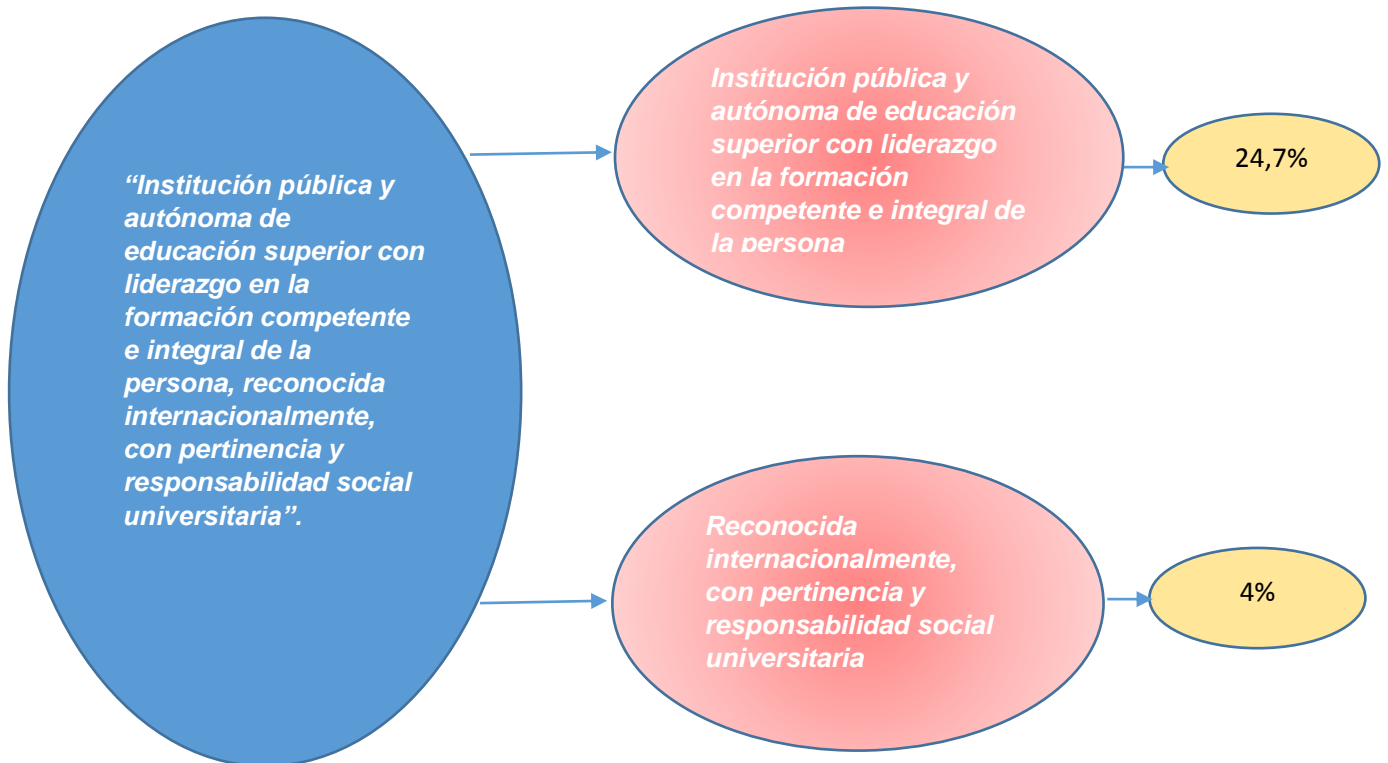 “Institución pública y
autónoma de
educación superior con
liderazgo en la
formación competente
e integral de la
persona, reconocida
internacionalmente,
con pertinencia y
responsabilidad social
universitaria”.
Institución pública y
autónoma de educación
superior con liderazgo
en la formación
competente e integral de
la persona
24,7%
Reconocida
internacionalmente,
con pertinencia y
responsabilidad social
universitaria
4%